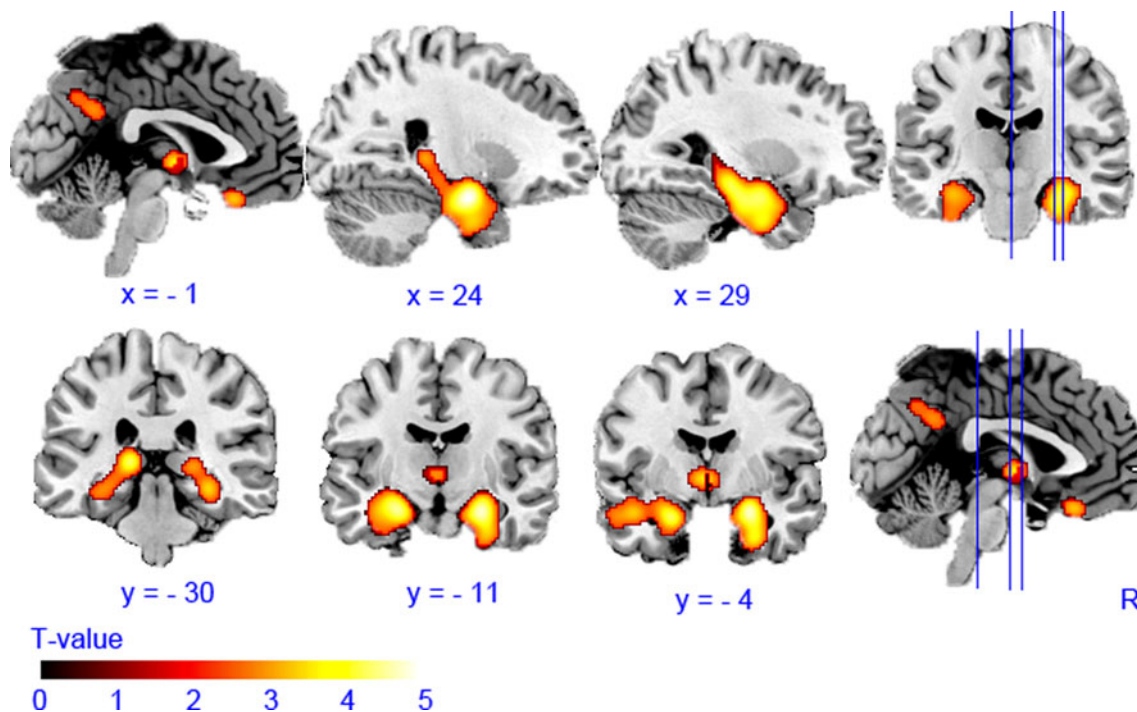 x = - 1
x = 24
x = 29
y = - 30
y = - 11
y = - 4
R
T-value
0 1 2 3 4 5